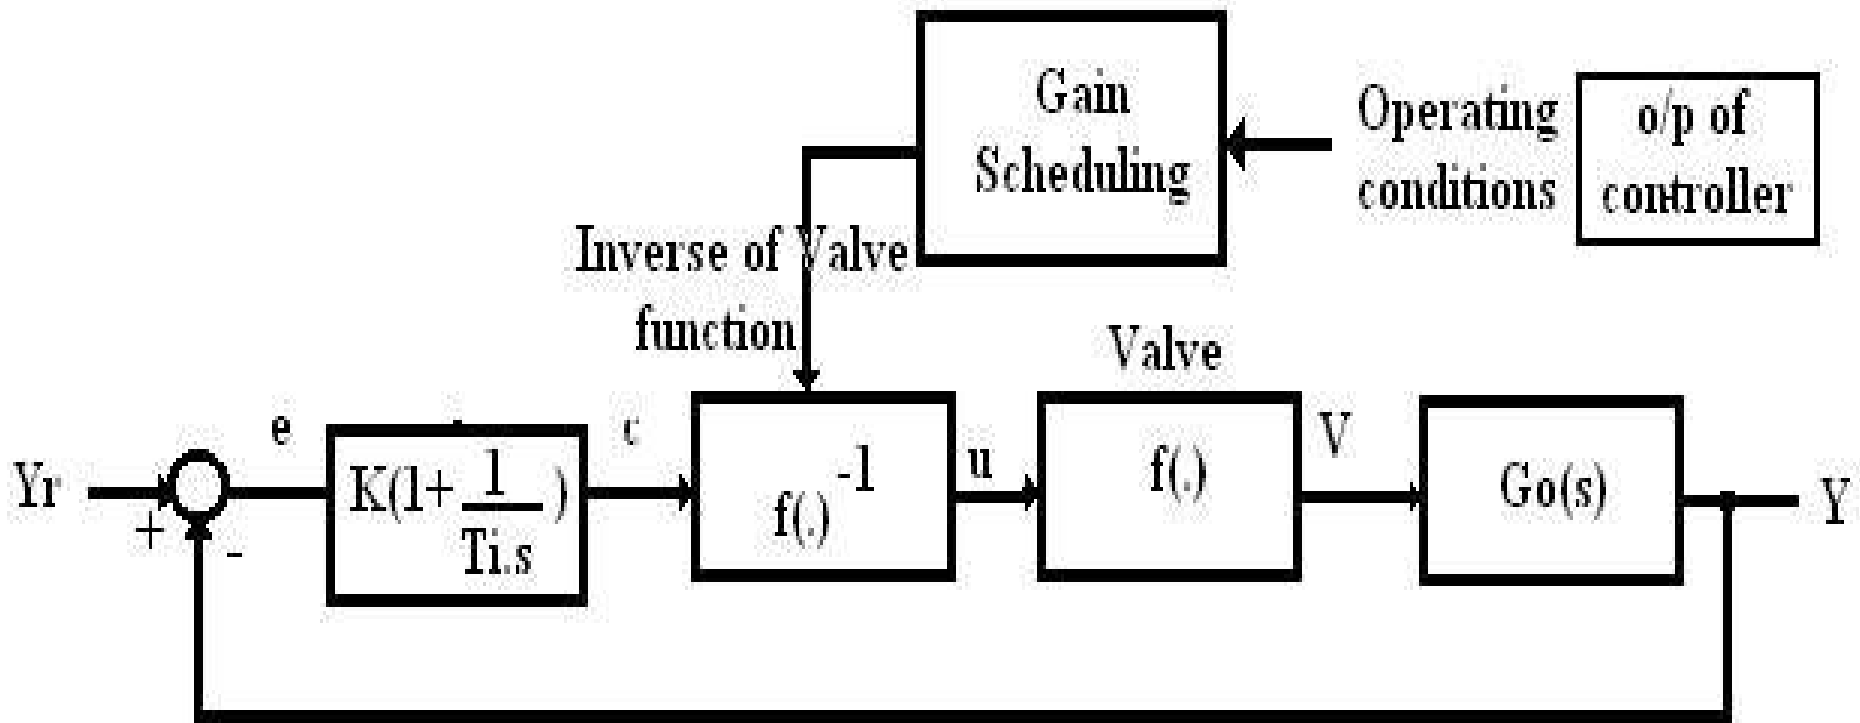 Gain
Scheduling
Operating
conditions
o/p of
controller
Inverse of Valve
function
Valve
Yr
+
-
e
K(1+ 1/Ti.s )
c
f(.)^-1
u
f(.)
V
Go(s)
Y